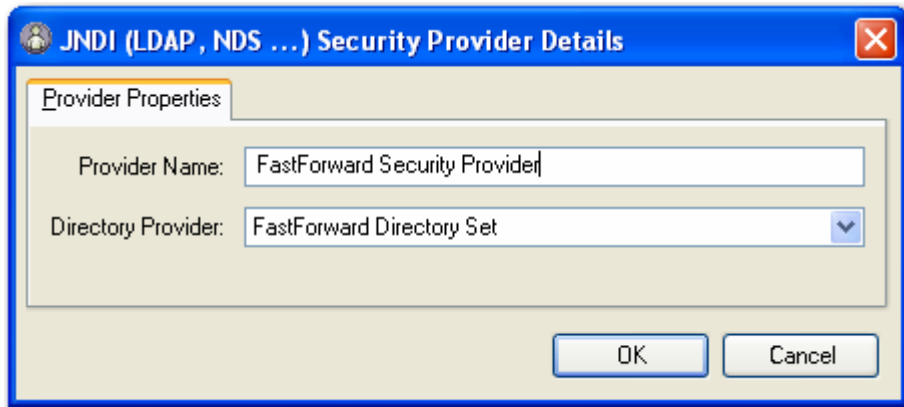 JNDI (LDAP, NDS ...) Security Provider Details
Provider Properties
Provider Name: FastForward Security Provider
Directory Provider: FastForward Directory Set
OK Cancel